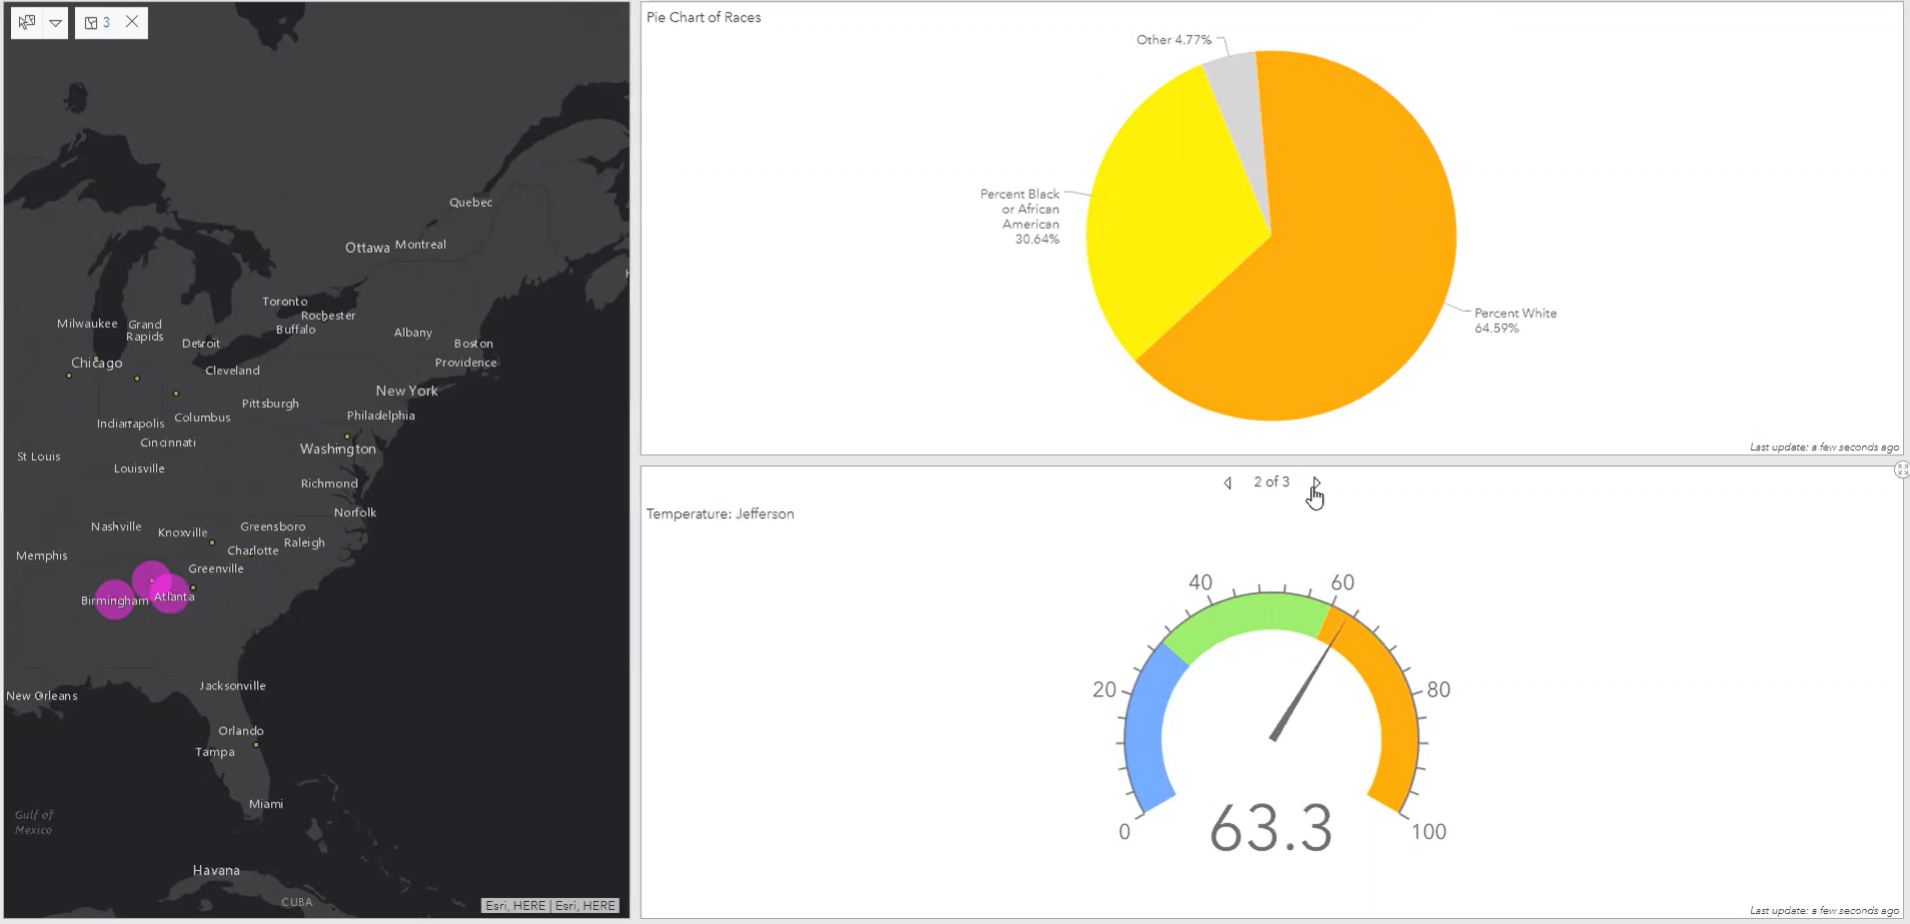 3
Quebec
Ottawa
Montreal
Toronto
Rochester
Buffalo
Albany
Milwaukee
Grand
Rapids
Detroit
Boston
Chicago
Providence
Cleveland
New York
Pittsburgh
Philadelphia
Columbus
Indianapolis
Cincinnati
Washington
St Louis
Louisville
Richmond
Norfolk
Nashville
Knoxville
Greensboro
Raleigh
Charlotte
Memphis
Greenville
Birmingham
Atlanta
Jacksonville
New Orleans
Orlando
Tampa
Miami
Gulf of
Mexico
Havana
CUBA
Esri, HERE | Esri, HERE
Pie Chart of Races
Other 4.77%
Percent Black
or African
American
30.64%
Percent White
64.59%
Last update: a few seconds ago
2 of 3
Temperature: Jefferson
40
60
20
80
0
63.3
100
Last update: a few seconds ago